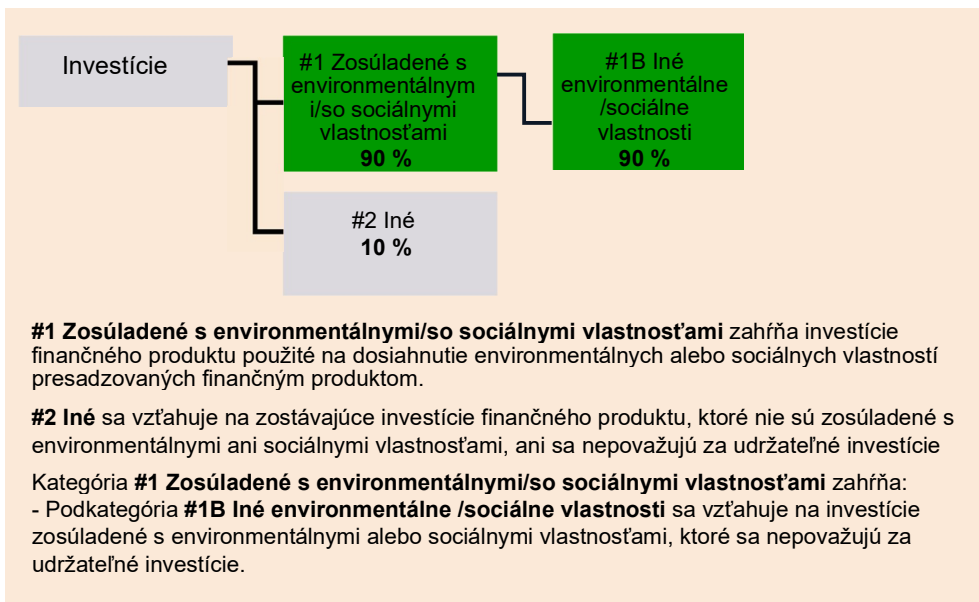 Investície
#1 Zosúladené s
environmentálnym
i/so sociálnymi
vlastnosťami
90 %
#1B Iné
environmentálne
/sociálne
vlastnosti
90 %
#2 Iné
10 %
#1 Zosúladené s environmentálnymi/so sociálnymi vlastnosťami zahŕňa investície
finančného produktu použité na dosiahnutie environmentálnych alebo sociálnych vlastností
presadzovaných finančným produktom.
#2 Iné sa vzťahuje na zostávajúce investície finančného produktu, ktoré nie sú zosúladené s
environmentálnymi ani sociálnymi vlastnosťami, ani sa nepovažujú za udržateľné investície
Kategória #1 Zosúladené s environmentálnymi/so sociálnymi vlastnosťami zahŕňa:
- Podkategória #1B Iné environmentálne /sociálne vlastnosti sa vzťahuje na investície
zosúladené s environmentálnymi alebo sociálnymi vlastnosťami, ktoré sa nepovažujú za
udržateľné investície.